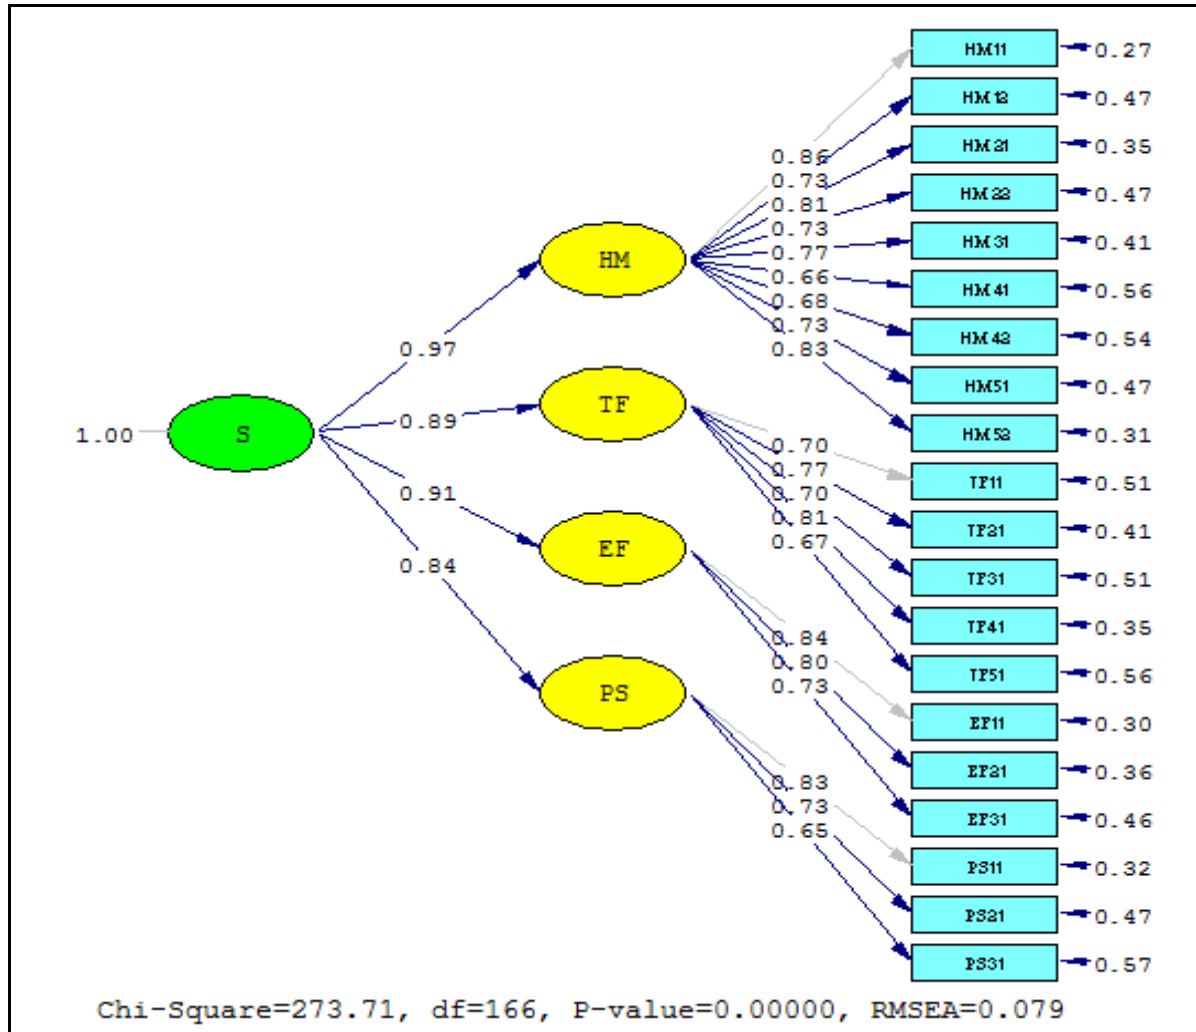 HM11 0.27
HM12 0.47
0.86
HM21 0.35
0.73
HM22 0.47
0.81
0.73
HM31 0.41
0.77
HM
0.66
HM41 0.56
0.68
0.73
HM42 0.54
0.97
0.83
HM51 0.47
TF
0.89
HM52 0.31
1.00
S
0.70
0.77
TF11 0.51
0.91
0.70
0.81
TF21 0.41
0.67
EF
0.84
TF31 0.51
TF41 0.35
0.84
0.80
TF51 0.56
0.73
PS
EF11 0.30
EF21 0.36
0.83
0.73
EF31 0.46
0.65
PS11 0.32
PS21 0.47
PS31 0.57
Chi-Square=273.71, df=166, P-value=0.00000, RMSEA=0.079